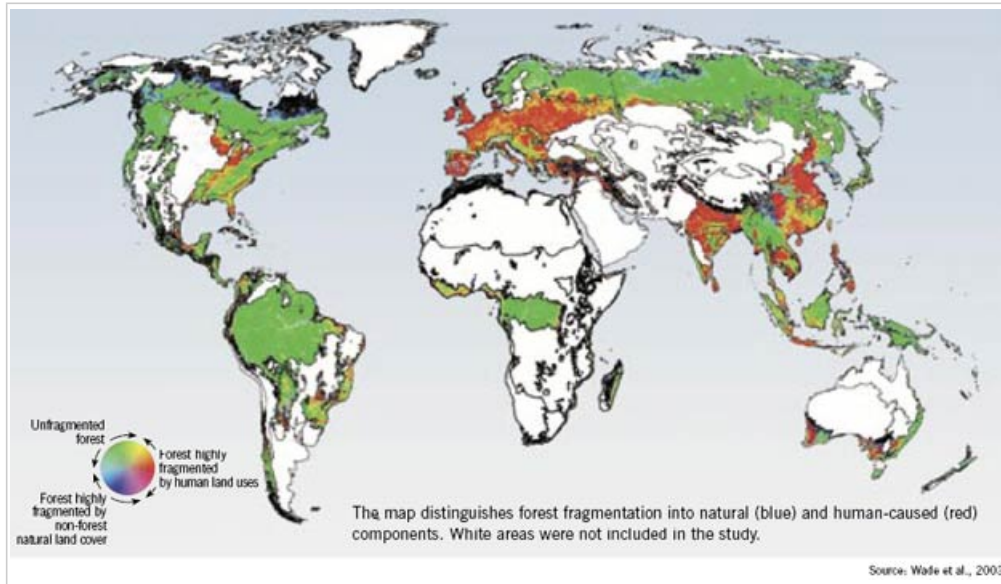 Unfragmented
forest
Forest highly
fragmented
by human land uses
Forest highly
fragmented by
non-forest
natural land cover
The map distinguishes forest fragmentation into natural (blue) and human-caused (red)
components. White areas were not included in the study.
Source: Wade et al., 2003